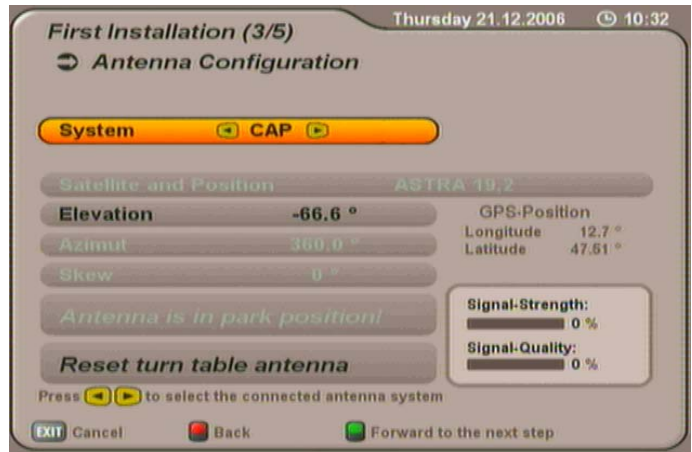 Thursday 21.12.2006 10:32
First Installation (3/5)
Antenna Configuration
System CAP
Satellite and Position ASTRA 19,2
Elevation -66,6 °
GPS-Position
Longitude 12.7 °
Azimut 360,0 °
Latitude 47.51 °
Skew 0 °
Antenna is in park position!
Signal-Strength:
0 %
Signal-Quality:
0 %
Reset turn table antenna
Press to select the connected antenna system
EXIT Cancel Back Forward to the next step